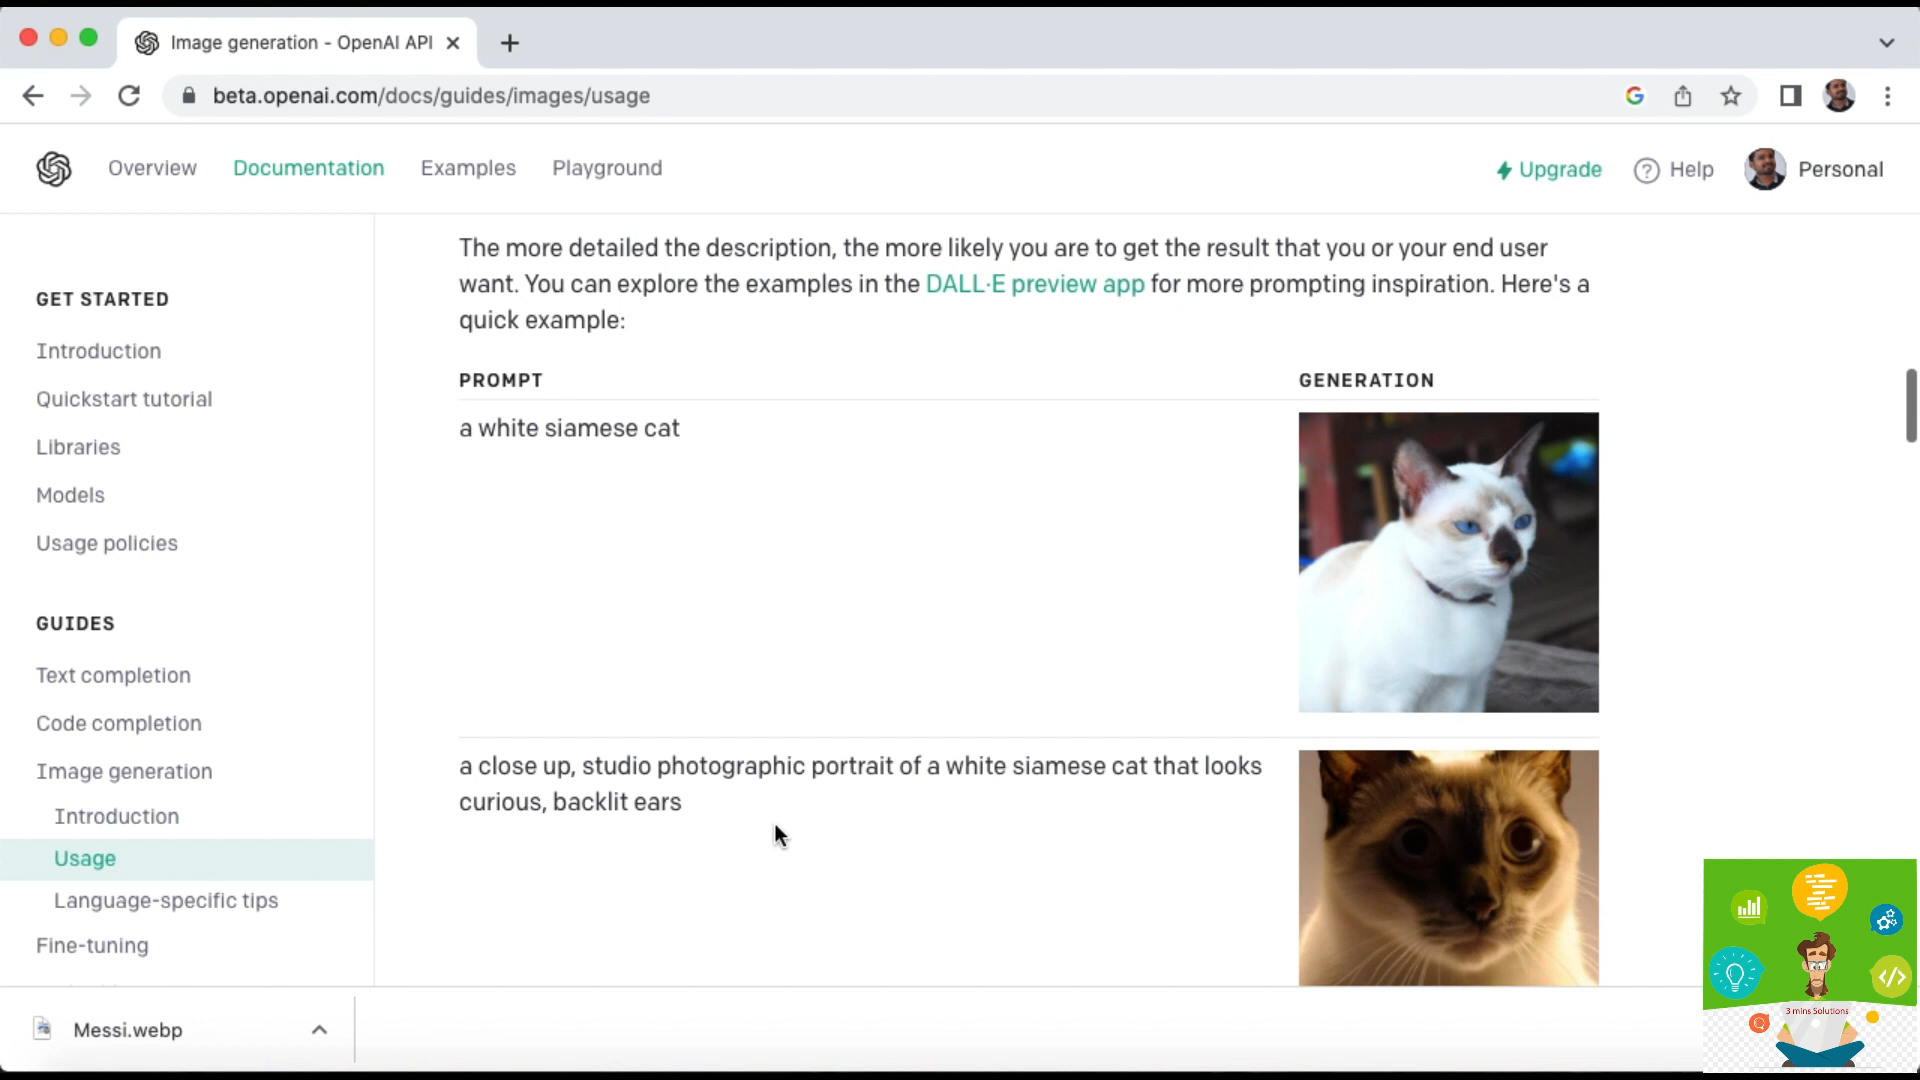 Image generation - OpenAI API
beta.openai.com/docs/guides/images/usage
Overview
Documentation
Examples
Playground
Upgrade
Help
Personal
GET STARTED
Introduction
Quickstart tutorial
Libraries
Models
Usage policies
GUIDES
Text completion
Code completion
Image generation
Introduction
Usage
Language-specific tips
Fine-tuning
The more detailed the description, the more likely you are to get the result that you or your end user
want. You can explore the examples in the DALL·E preview app for more prompting inspiration. Here's a
quick example:
PROMPT
GENERATION
a white siamese cat
a close up, studio photographic portrait of a white siamese cat that looks
curious, backlit ears
Messi.webp
3 mins Solutions